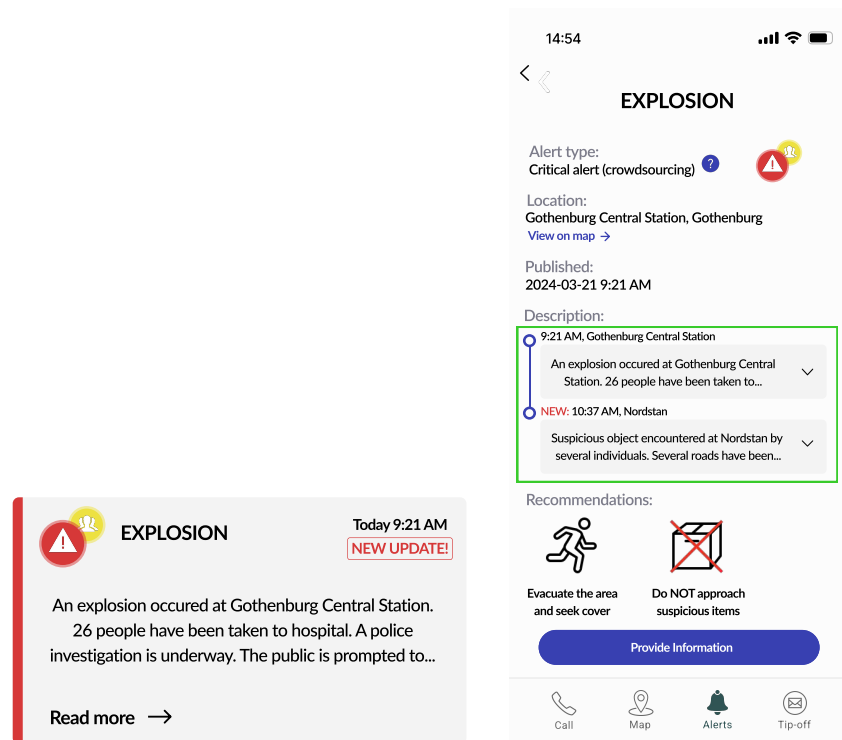 EXPLOSION
Today 9:21 AM
NEW UPDATE!
An explosion occured at Gothenburg Central Station.
26 people have been taken to hospital. A police
investigation is underway. The public is prompted to...
Read more
14:54
EXPLOSION
Alert type:
Critical alert (crowdsourcing) ?
Location:
Gothenburg Central Station, Gothenburg
View on map
Published:
2024-03-21 9:21 AM
Description:
9:21 AM, Gothenburg Central Station
An explosion occured at Gothenburg Central
Station. 26 people have been taken to...
NEW: 10:37 AM, Nordstan
Suspicious object encountered at Nordstan by
several individuals. Several roads have been...
Recommendations:
Evacuate the area
and seek cover
Do NOT approach
suspicious items
Provide Information
Call
Map
Alerts
Tip-off